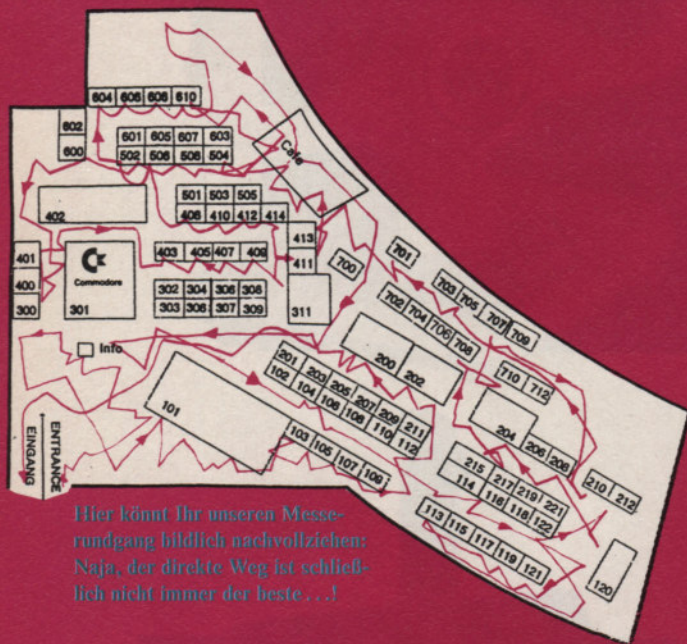 604 606 608 610
602
600
601 605 607 603
502 506 508 504
Cafe
501 503 505
408 410 412 414
402
413
411
401
400
300
Commodore
301
403 405 407 409
302 304 306 308
303 306 307 309
311
700
701
703 705 707 709
702 704 706 708
200 202
710 712
Info
201 203 205 207 209 211
102 104 106 108 110 112
101
103 105 107 109
204 206 208
215 217 219 221
114 116 118 122
210 212
113 115 117 119 121
120
ENTRANCE
EINGANG
Hier könnt Ihr unseren Messe-
rundgang bildlich nachvollziehen:
Naja, der direkte Weg ist schließ-
lich nicht immer der beste . . .!